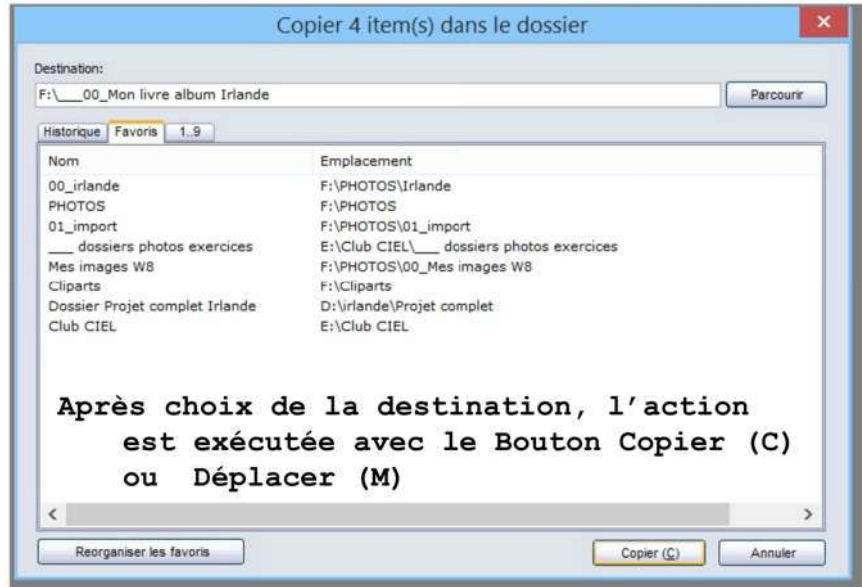 Copier 4 item(s) dans le dossier
Destination:
F:\___00_Mon livre album Irlande
Parcourir
Historique Favoris 1..9
Nom Emplacement
00_irlande F:\PHOTOS\Irlande
PHOTOS F:\PHOTOS
01_import F:\PHOTOS\01_import
___ dossiers photos exercices E:\Club CIEL\___ dossiers photos exercices
Mes images W8 F:\PHOTOS\00_Mes images W8
Cliparts F:\Cliparts
Dossier Projet complet Irlande D:\irlande\Projet complet
Club CIEL E:\Club CIEL
Après choix de la destination, l’action
est exécutée avec le Bouton Copier (C)
ou Déplacer (M)
Reorganiser les favoris Copier (C) Annuler